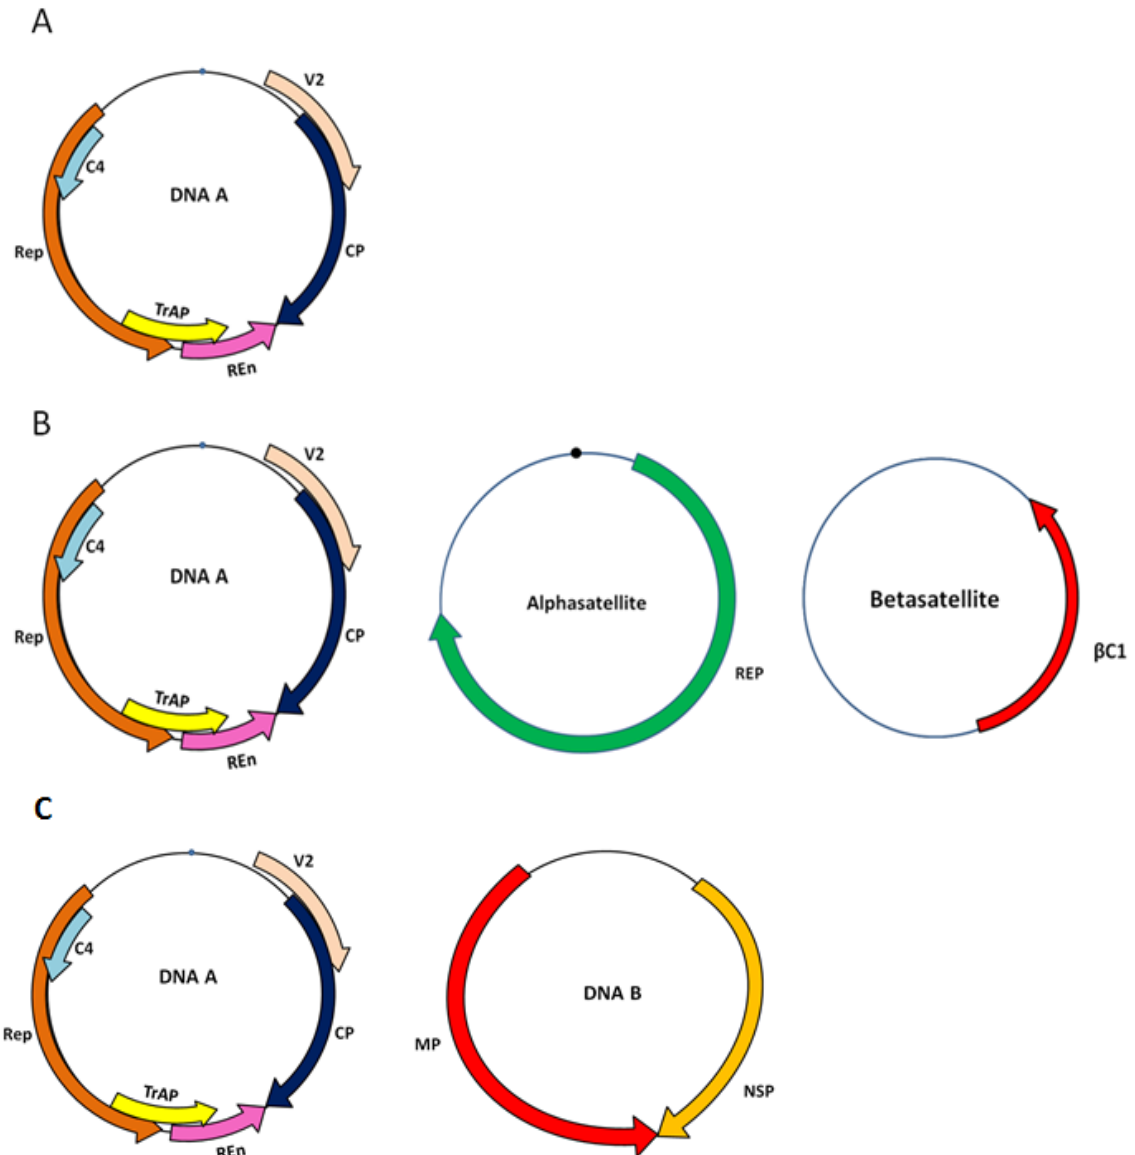 A
V2
C4
DNA A
Rep
CP
TrAP
REn
B
V2
C4
DNA A
Rep
CP
TrAP
REn
Alphasatellite
REP
Betasatellite
βC1
C
V2
C4
DNA A
Rep
CP
TrAP
REn
DNA B
MP
NSP